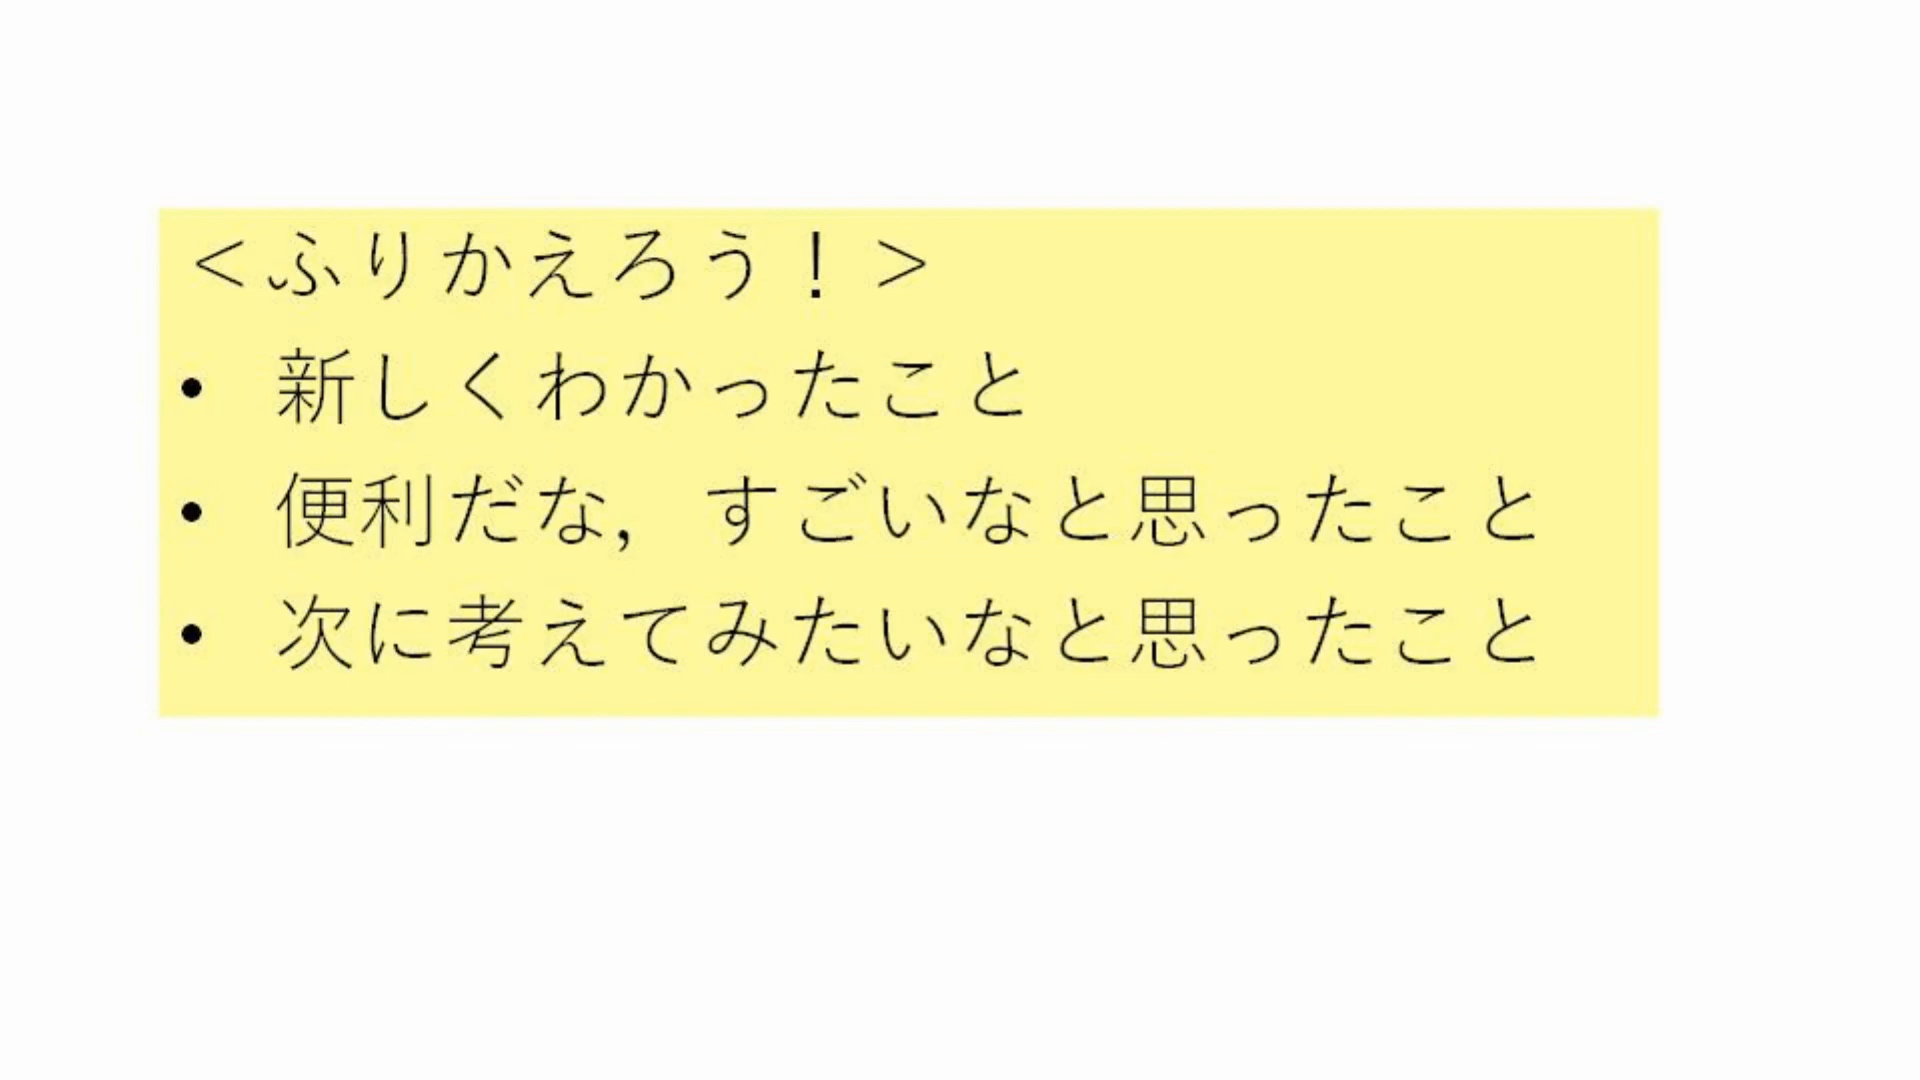 ＜ふりかえろう！＞
• 新しくわかったこと
• 便利だな，すごいなと思ったこと
• 次に考えてみたいなと思ったこと